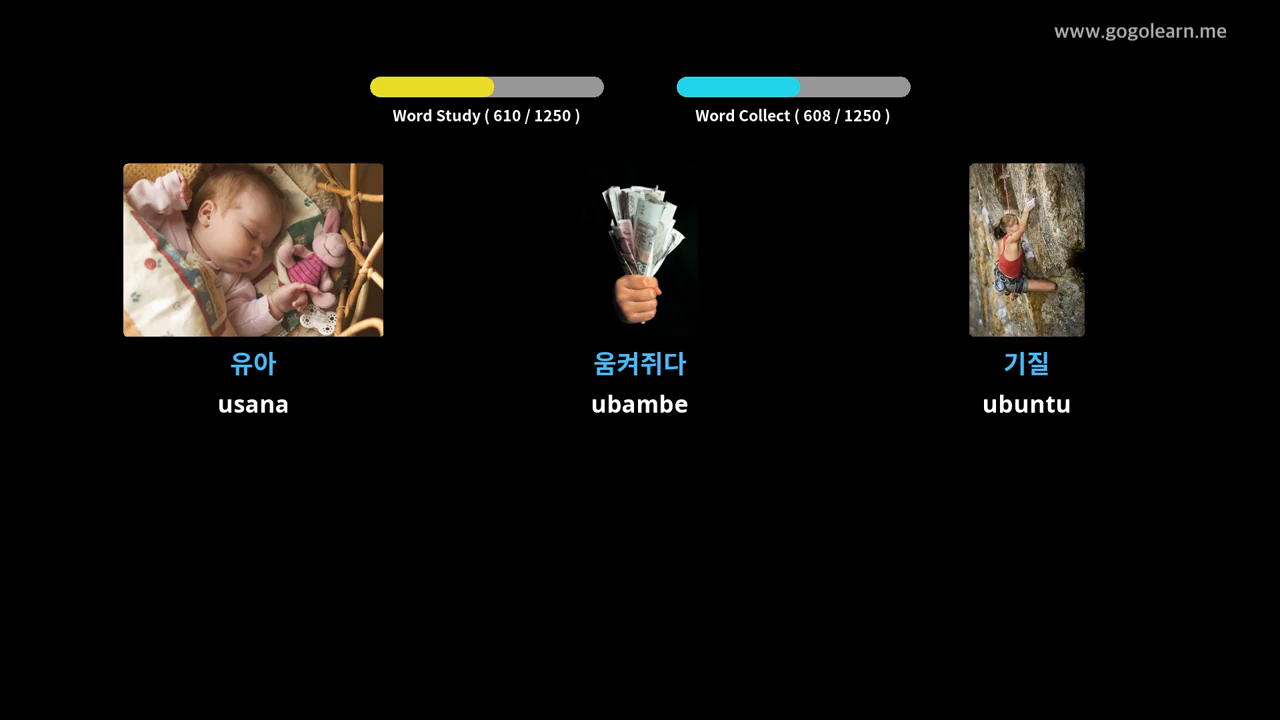 www.gogolearn.me
Word Study ( 610 / 1250 )
Word Collect ( 608 / 1250 )
유아
usana
움켜쥐다
ubambe
기질
ubuntu